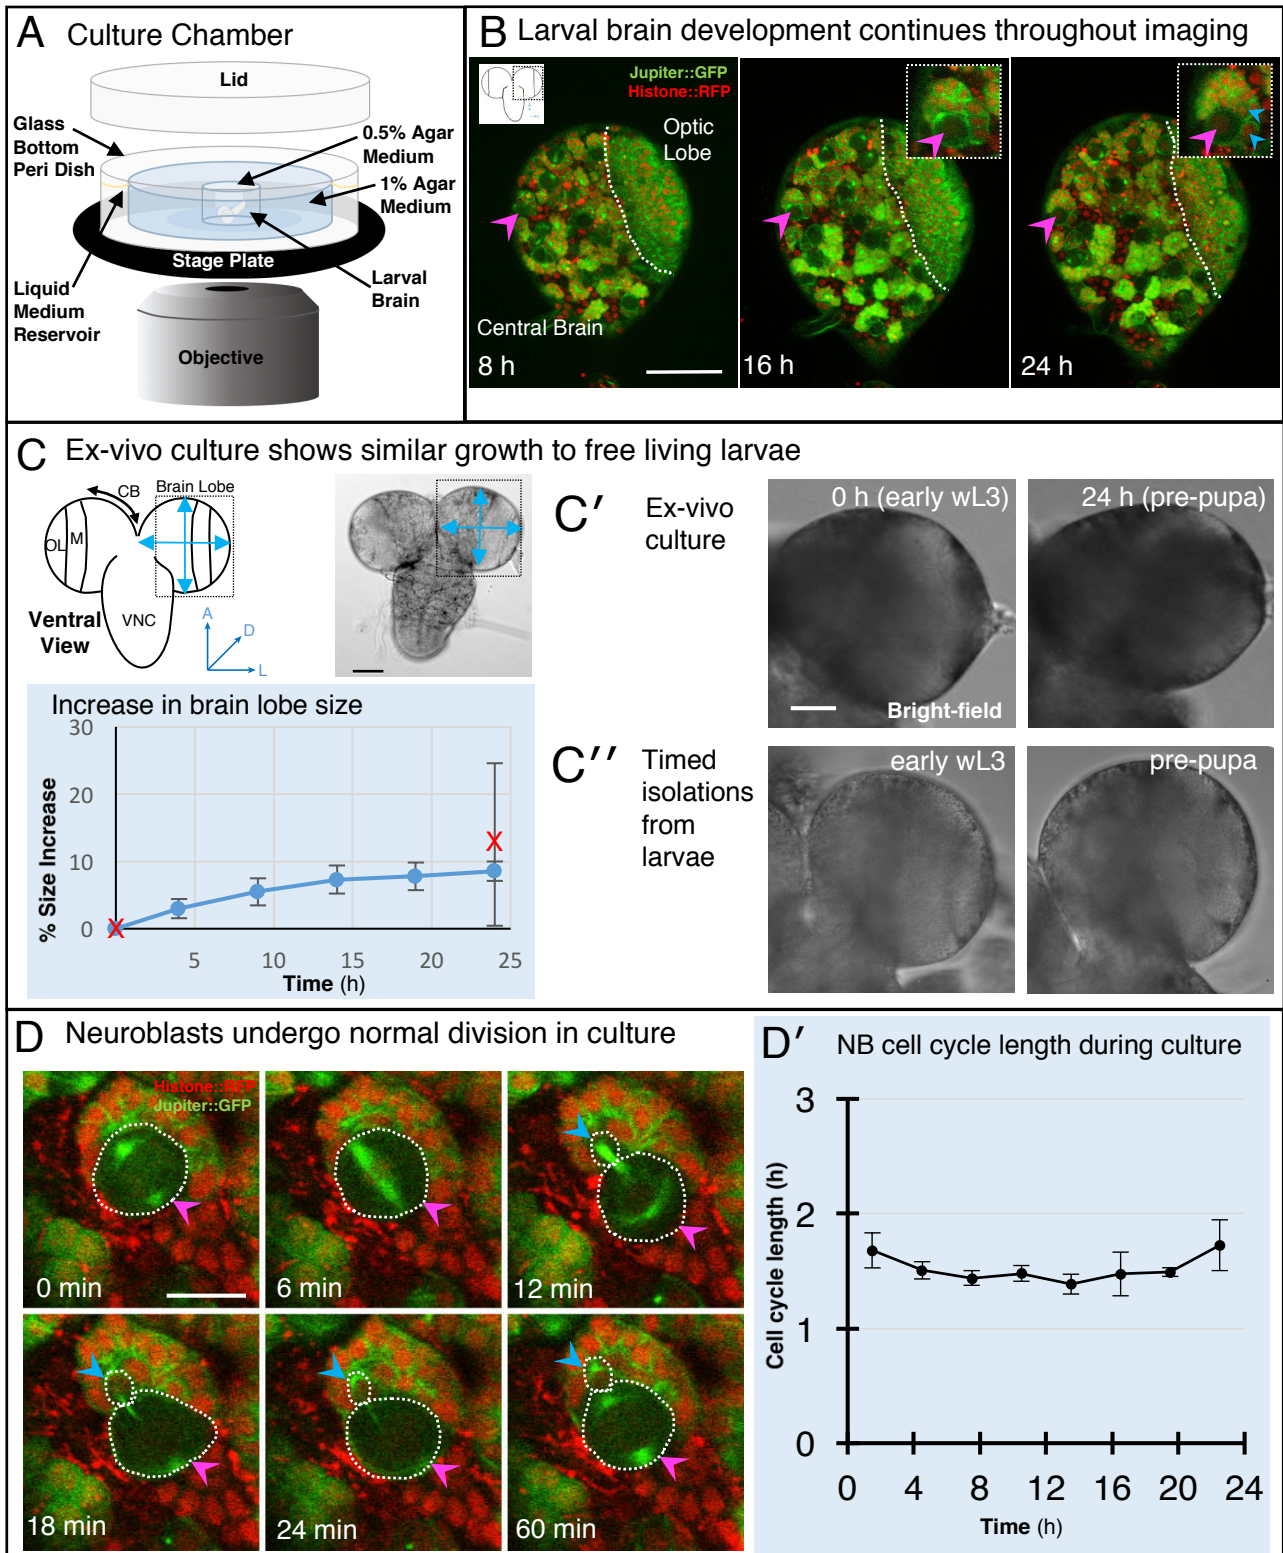 A Culture Chamber
Lid
Glass
Bottom
Peri Dish
0.5% Agar
Medium
1% Agar
Medium
Stage Plate
Liquid
Medium
Reservoir
Larval
Brain
Objective
B Larval brain development continues throughout imaging
Jupiter::GFP
Histone::RFP
Optic
Lobe
Central Brain
8 h
16 h
24 h
C Ex-vivo culture shows similar growth to free living larvae
CB
Brain Lobe
OL
M
VNC
Ventral
View
A
D
L
Increase in brain lobe size
% Size Increase
30
20
10
0
5
10
15
20
25
Time (h)
C′ Ex-vivo
culture
0 h (early wL3)
24 h (pre-pupa)
Bright-field
C′′ Timed
isolations
from
larvae
early wL3
pre-pupa
D Neuroblasts undergo normal division in culture
Histone::RFP
Jupiter::GFP
0 min
6 min
12 min
18 min
24 min
60 min
D′ NB cell cycle length during culture
Cell cycle length (h)
3
2
1
0
0 4 8 12 16 20 24
Time (h)